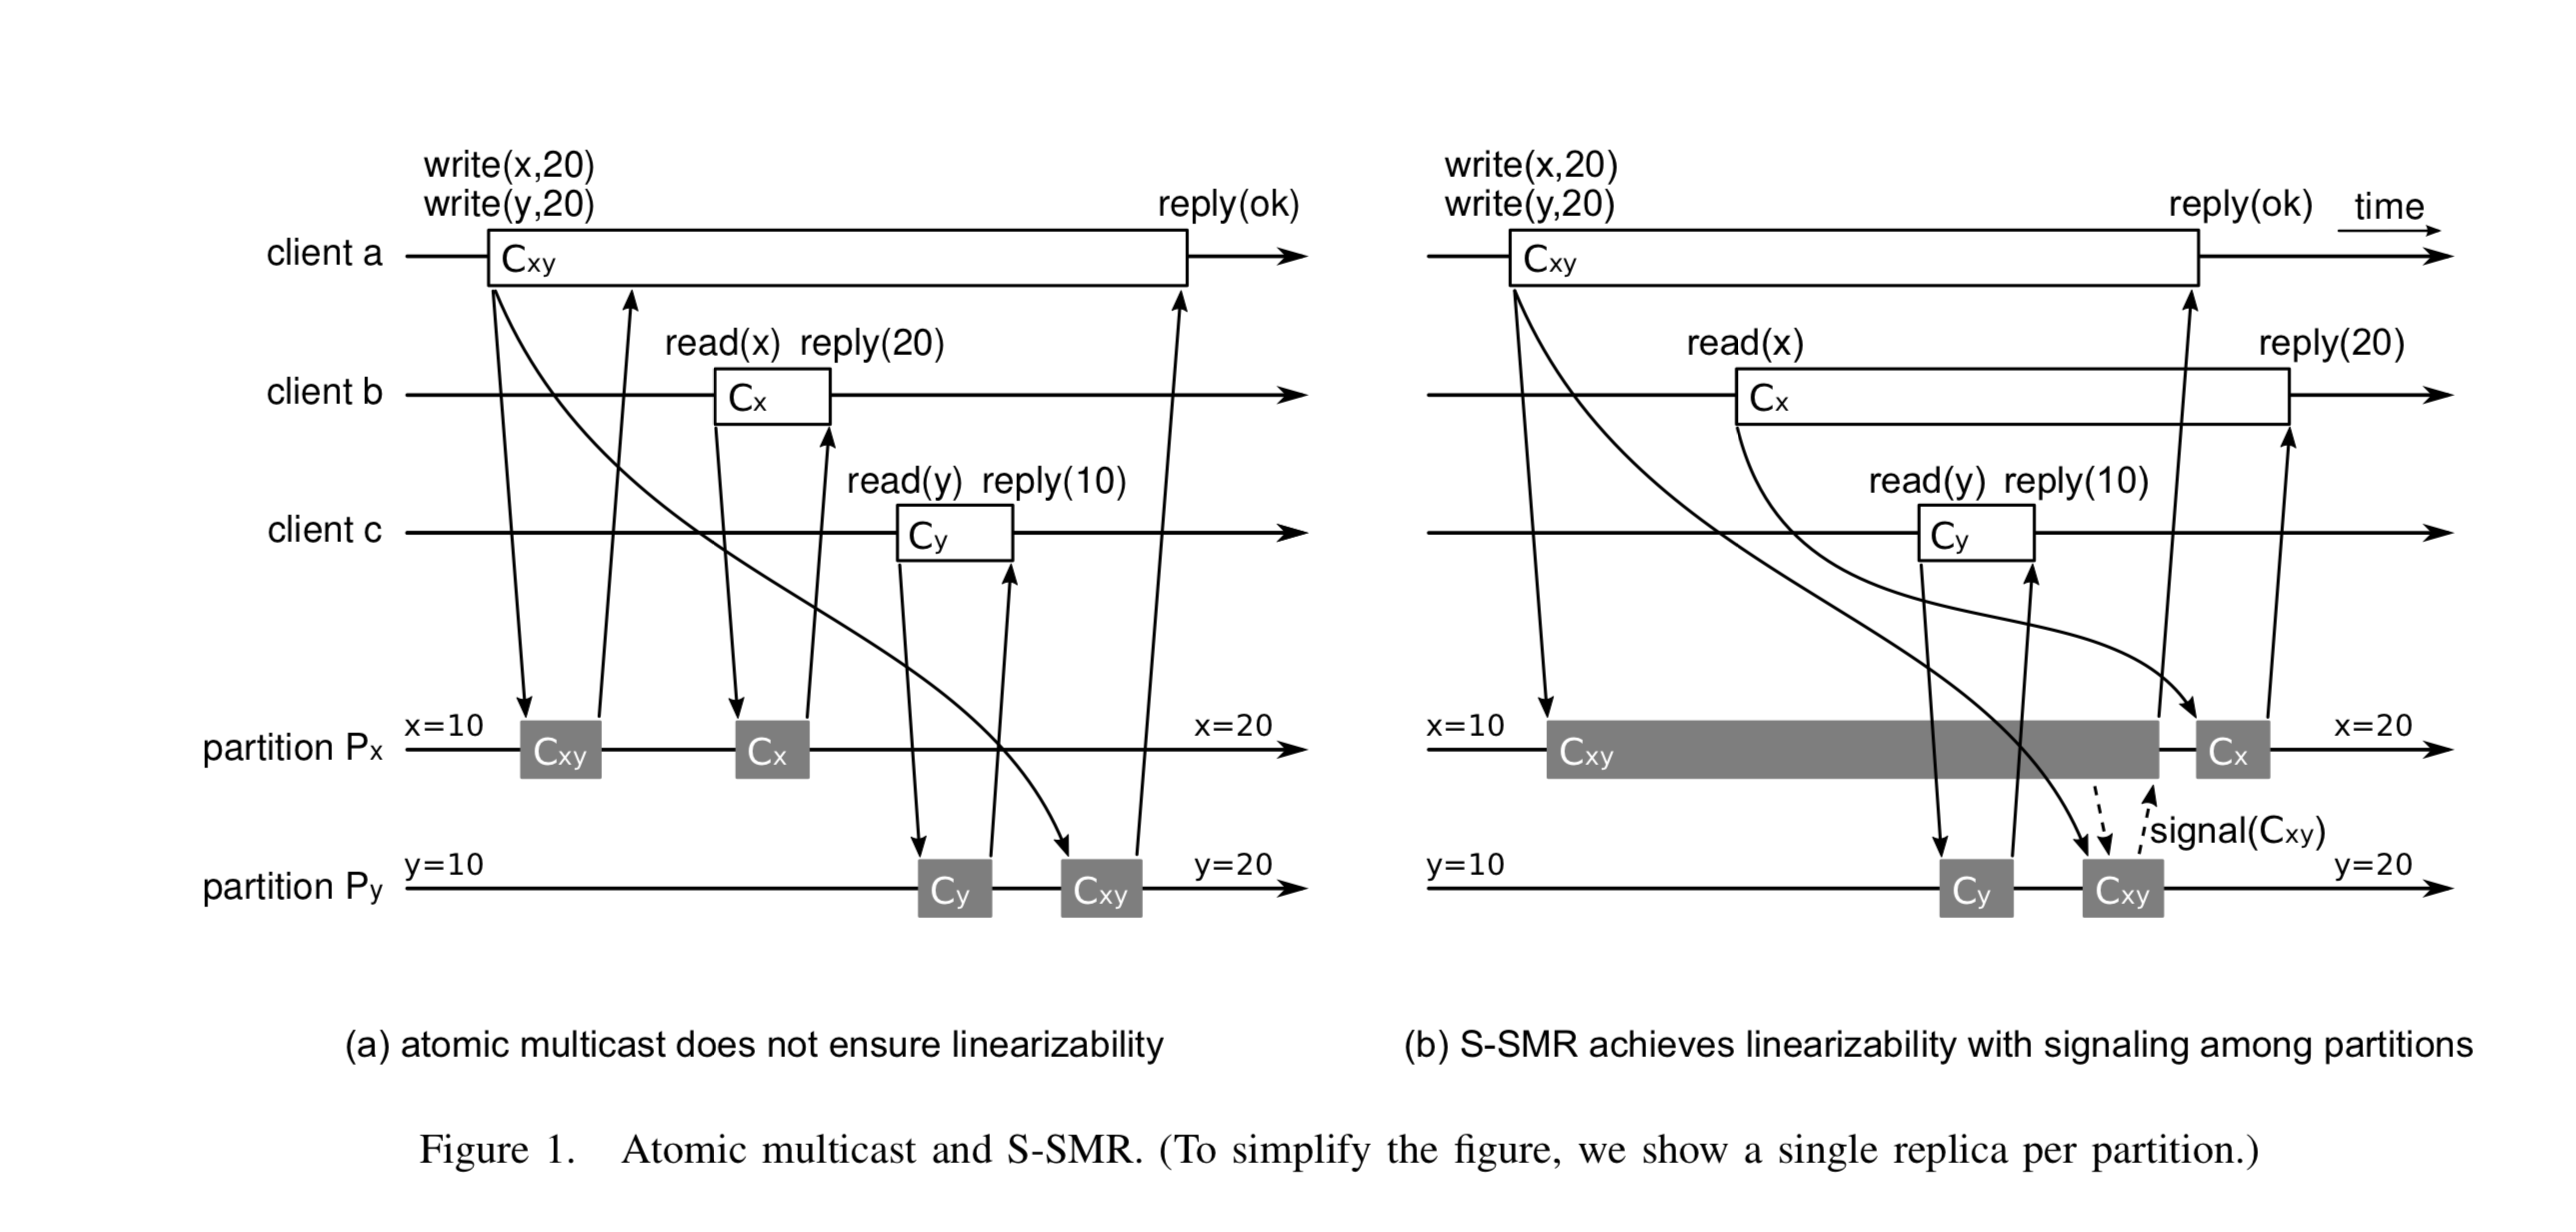 write(x,20)
write(y,20)
reply(ok)
client a
Cxy
read(x) reply(20)
client b
Cx
read(y) reply(10)
client c
Cy
x=10
x=20
partition Px
Cxy
Cx
y=10
y=20
partition Py
Cy
Cxy
(a) atomic multicast does not ensure linearizability
write(x,20)
write(y,20)
reply(ok)
time
Cxy
read(x)
reply(20)
Cx
read(y) reply(10)
Cy
x=10
x=20
Cxy
Cx
signal(Cxy)
y=10
y=20
Cy
Cxy
(b) S-SMR achieves linearizability with signaling among partitions
Figure 1. Atomic multicast and S-SMR. (To simplify the figure, we show a single replica per partition.)